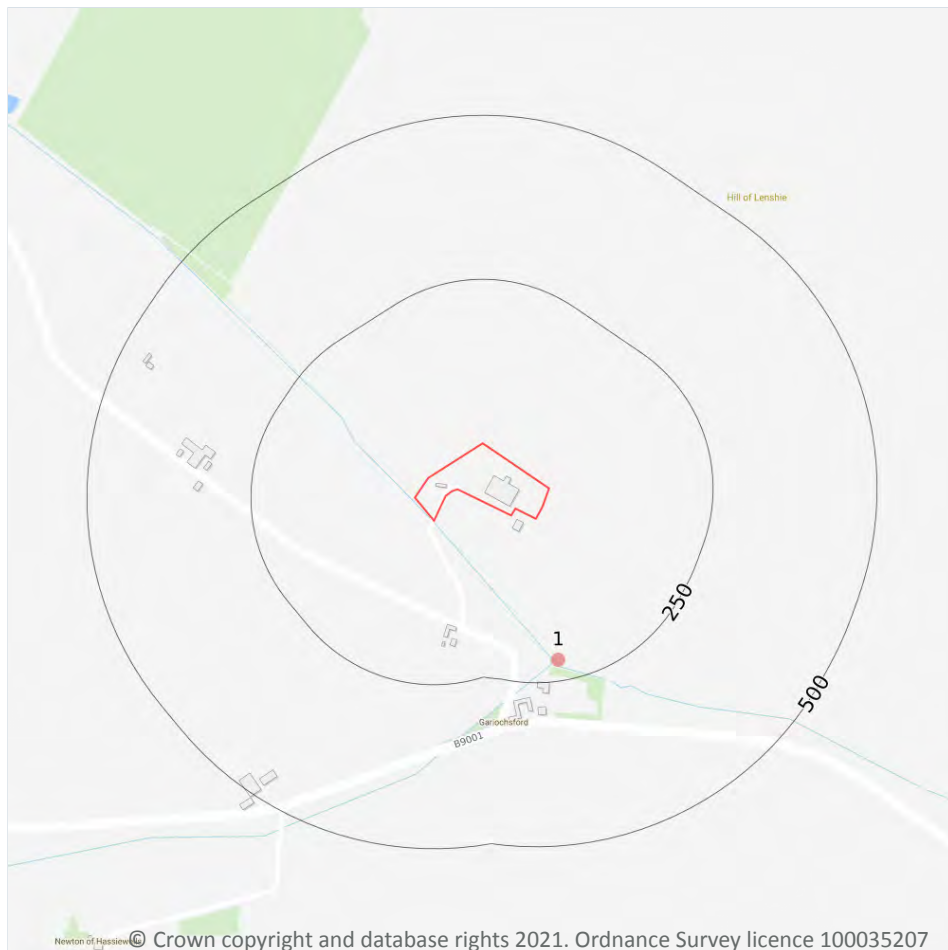 Hill of Lenshie
250
1
500
Gariochsford
B9001
Newton of Hassiewells
© Crown copyright and database rights 2021. Ordnance Survey licence 100035207